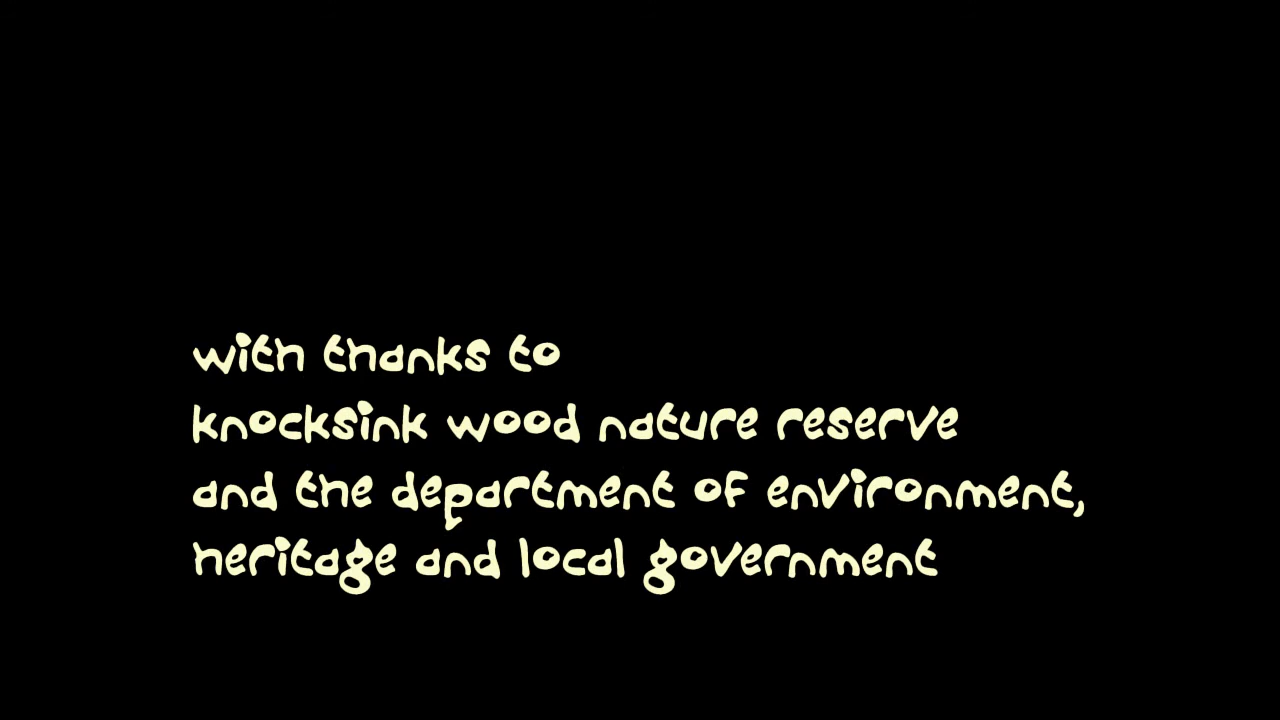 with thanks to
knocksink wood nature reserve
and the department of environment,
heritage and local government